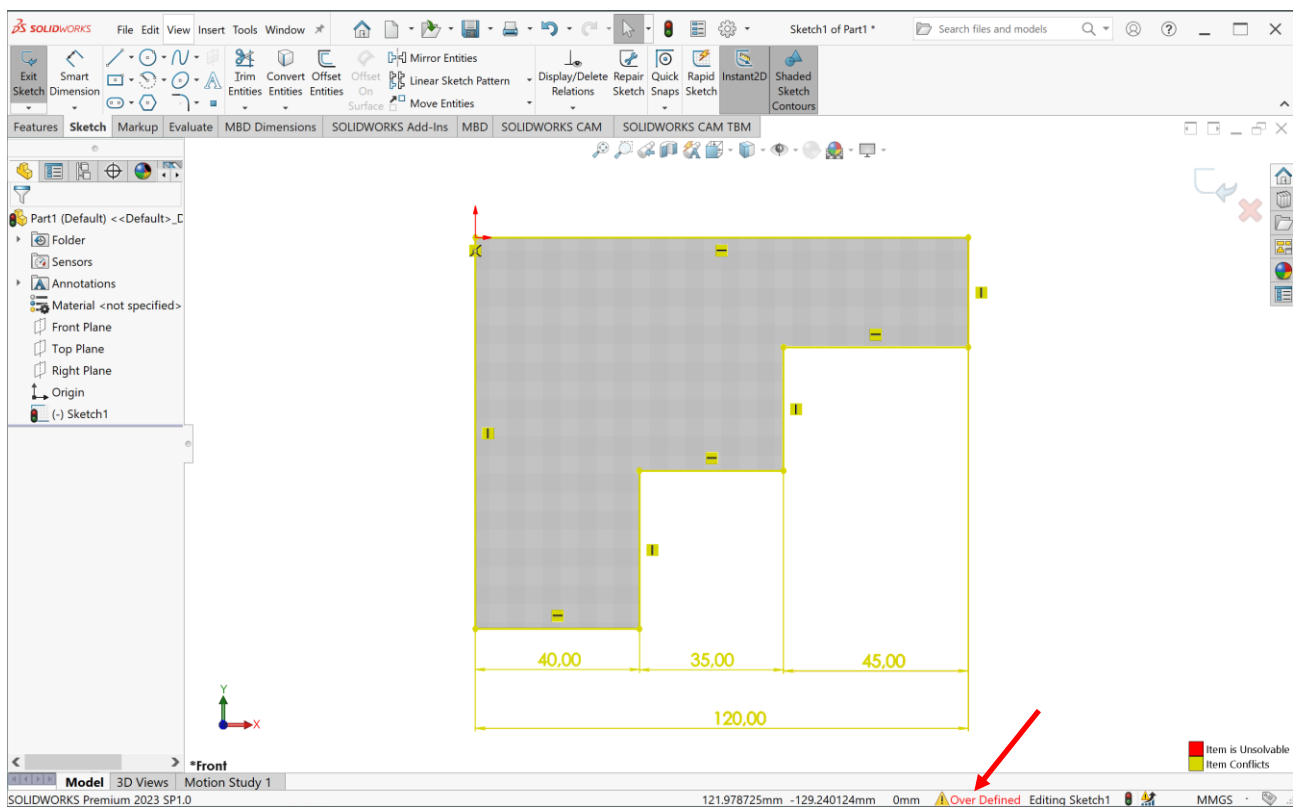 SOLIDWORKS File Edit View Insert Tools Window Sketch1 of Part1 * Search files and models
Exit Sketch
Smart Dimension
Trim Entities
Convert Entities
Offset Entities
Offset On Surface
Mirror Entities
Linear Sketch Pattern
Move Entities
Display/Delete Relations
Repair Sketch
Quick Snaps
Rapid Sketch
Instant2D
Shaded Sketch Contours
Features Sketch Markup Evaluate MBD Dimensions SOLIDWORKS Add-Ins MBD SOLIDWORKS CAM SOLIDWORKS CAM TBM
Part1 (Default) <<Default>_D
Folder
Sensors
Annotations
Material <not specified>
Front Plane
Top Plane
Right Plane
Origin
(-) Sketch1
40,00 35,00 45,00
120,00
Y
X
*Front
Item is Unsolvable
Item Conflicts
Model 3D Views Motion Study 1
SOLIDWORKS Premium 2023 SP1.0 121.978725mm -129.240124mm 0mm Over Defined Editing Sketch1 MMGS